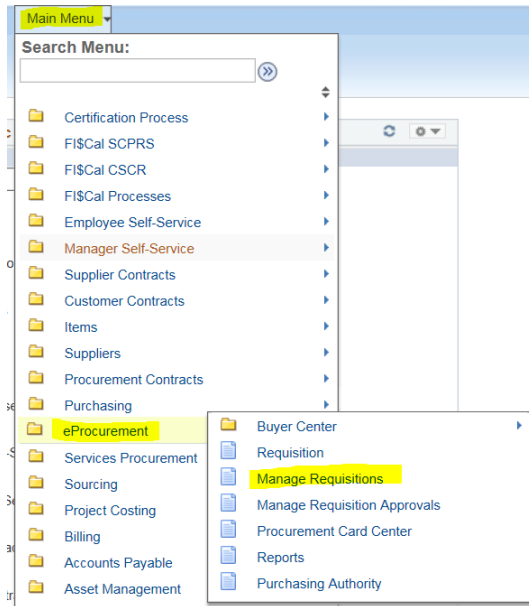 Main Menu
Search Menu:
Certification Process
FI$Cal SCPRS
FI$Cal CSCR
FI$Cal Processes
Employee Self-Service
Manager Self-Service
Supplier Contracts
Customer Contracts
Items
Suppliers
Procurement Contracts
Purchasing
eProcurement
Services Procurement
Sourcing
Project Costing
Billing
Accounts Payable
Asset Management
Buyer Center
Requisition
Manage Requisitions
Manage Requisition Approvals
Procurement Card Center
Reports
Purchasing Authority